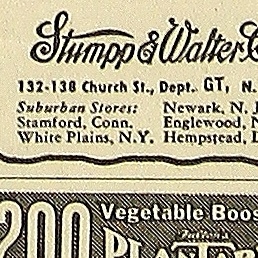 Stumpp & Walter
132-138 Church St., Dept. GT, N.
Suburban Stores: Newark, N. J
Stamford, Conn. Englewood, N
White Plains, N.Y. Hempstead, L
200 Vegetable Boos